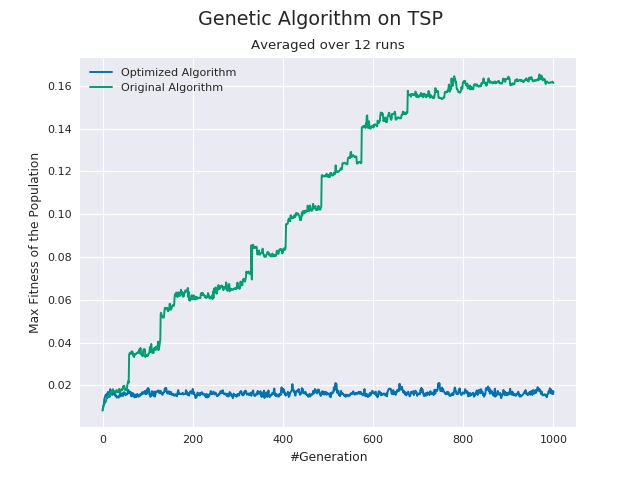 Genetic Algorithm on TSP
Averaged over 12 runs
Optimized Algorithm
Original Algorithm
Max Fitness of the Population
0.16
0.14
0.12
0.10
0.08
0.06
0.04
0.02
0 200 400 600 800 1000
#Generation